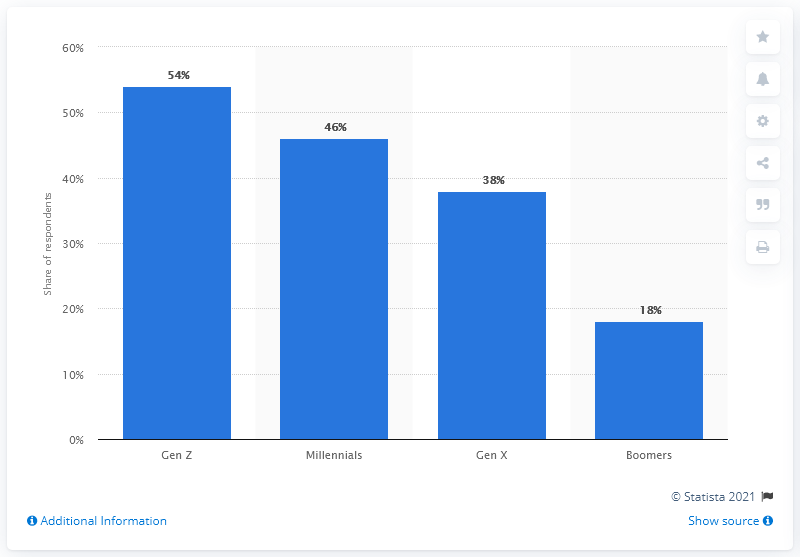 60%
54%
50%
46%
40%
38%
30%
20%
18%
10%
0%
Share of respondents
Gen Z
Millennials
Gen X
Boomers
© Statista 2021
Additional Information
Show source